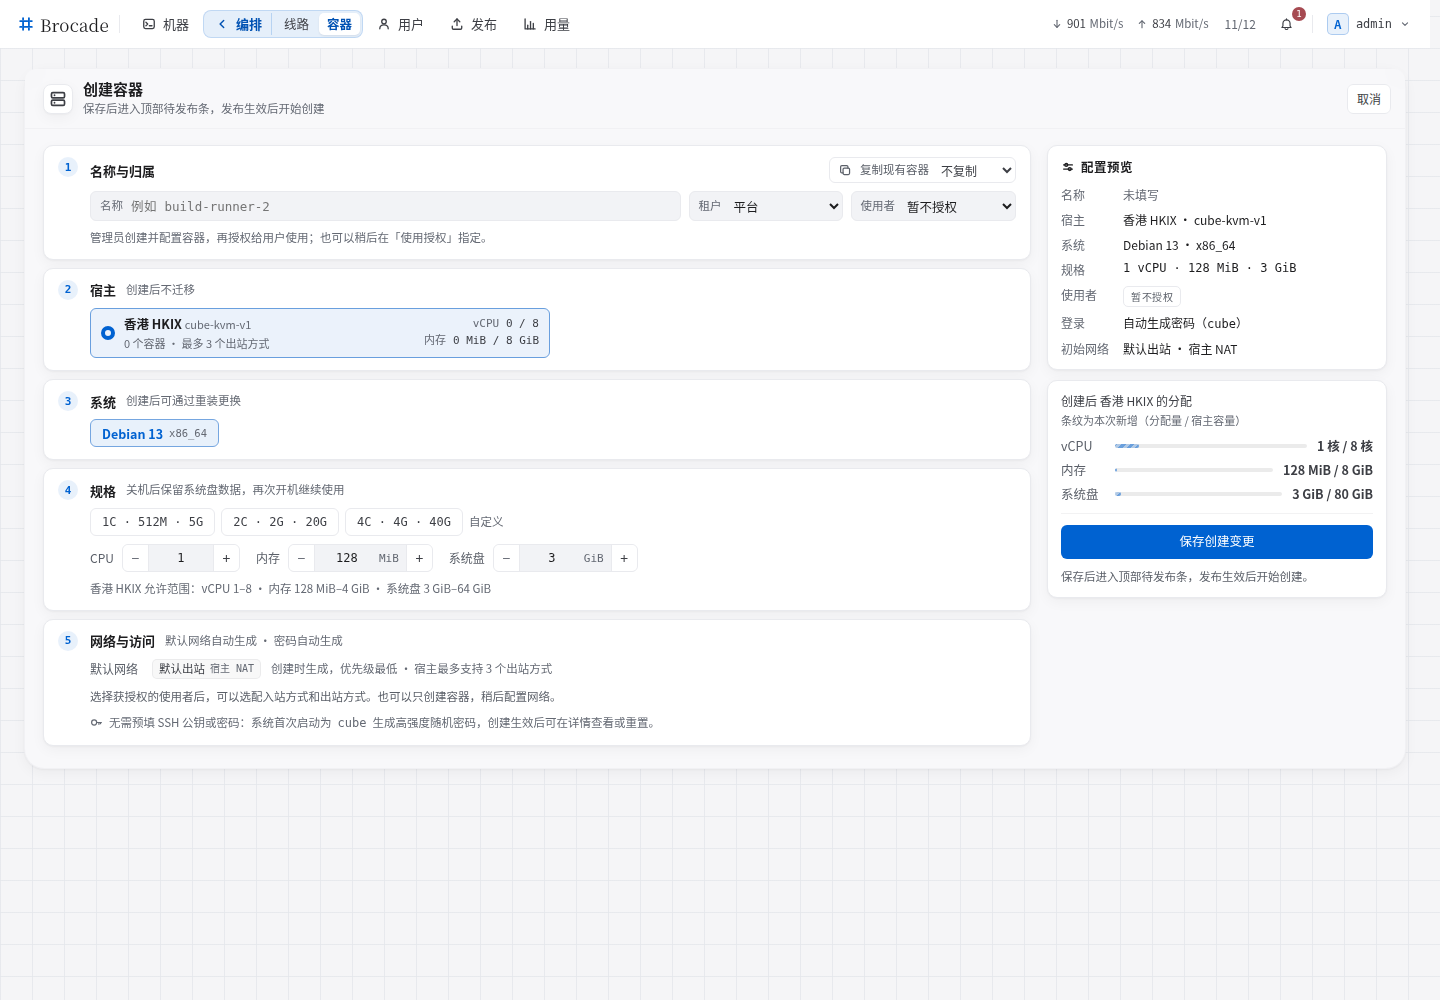 Brocade
机器
编排
线路
容器
用户
发布
用量
901 Mbit/s
834 Mbit/s
11/12
1
A
admin
创建容器
保存后进入顶部待发布条，发布生效后开始创建
取消
1
名称与归属
复制现有容器 不复制
名称 例如 build-runner-2
租户 平台
使用者 暂不授权
管理员创建并配置容器，再授权给用户使用；也可以稍后在「使用授权」指定。
2
宿主 创建后不迁移
香港 HKIX cube-kvm-v1
vCPU 0 / 8
0 个容器 · 最多 3 个出站方式
内存 0 MiB / 8 GiB
3
系统 创建后可通过重装更换
Debian 13 x86_64
4
规格 关机后保留系统盘数据，再次开机继续使用
1C · 512M · 5G
2C · 2G · 20G
4C · 4G · 40G
自定义
CPU − 1 +
内存 − 128 MiB +
系统盘 − 3 GiB +
香港 HKIX 允许范围：vCPU 1–8 · 内存 128 MiB–4 GiB · 系统盘 3 GiB–64 GiB
5
网络与访问 默认网络自动生成 · 密码自动生成
默认网络 默认出站 宿主 NAT 创建时生成，优先级最低 · 宿主最多支持 3 个出站方式
选择获授权的使用者后，可以选配入站方式和出站方式。也可以只创建容器，稍后配置网络。
无需预填 SSH 公钥或密码：系统首次启动为 cube 生成高强度随机密码，创建生效后可在详情查看或重置。
配置预览
名称 未填写
宿主 香港 HKIX · cube-kvm-v1
系统 Debian 13 · x86_64
规格 1 vCPU · 128 MiB · 3 GiB
使用者 暂不授权
登录 自动生成密码（cube）
初始网络 默认出站 · 宿主 NAT
创建后 香港 HKIX 的分配
条纹为本次新增（分配量 / 宿主容量）
vCPU 1 核 / 8 核
内存 128 MiB / 8 GiB
系统盘 3 GiB / 80 GiB
保存创建变更
保存后进入顶部待发布条，发布生效后开始创建。